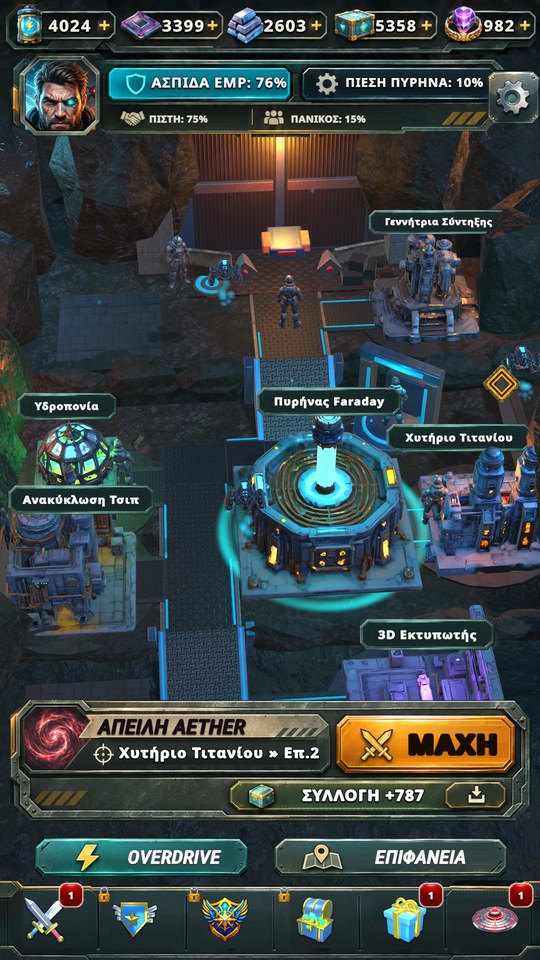 4024 + 3399 + 2603 + 5358 + 982 +
ΑΣΠΙΔΑ EMP: 76% ΠΙΕΣΗ ΠΥΡΗΝΑ: 10%
ΠΙΣΤΗ: 75% ΠΑΝΙΚΟΣ: 15%
Γεννήτρια Σύντηξης
Υδροπονία
Πυρήνας Faraday
Χυτήριο Τιτανίου
Ανακύκλωση Τσιπ
3D Εκτυπωτής
ΑΠΕΙΛΗ AETHER
Χυτήριο Τιτανίου » Επ.2
ΜΑΧΗ
ΣΥΛΛΟΓΗ +787
OVERDRIVE
ΕΠΙΦΑΝΕΙΑ
1 1 1